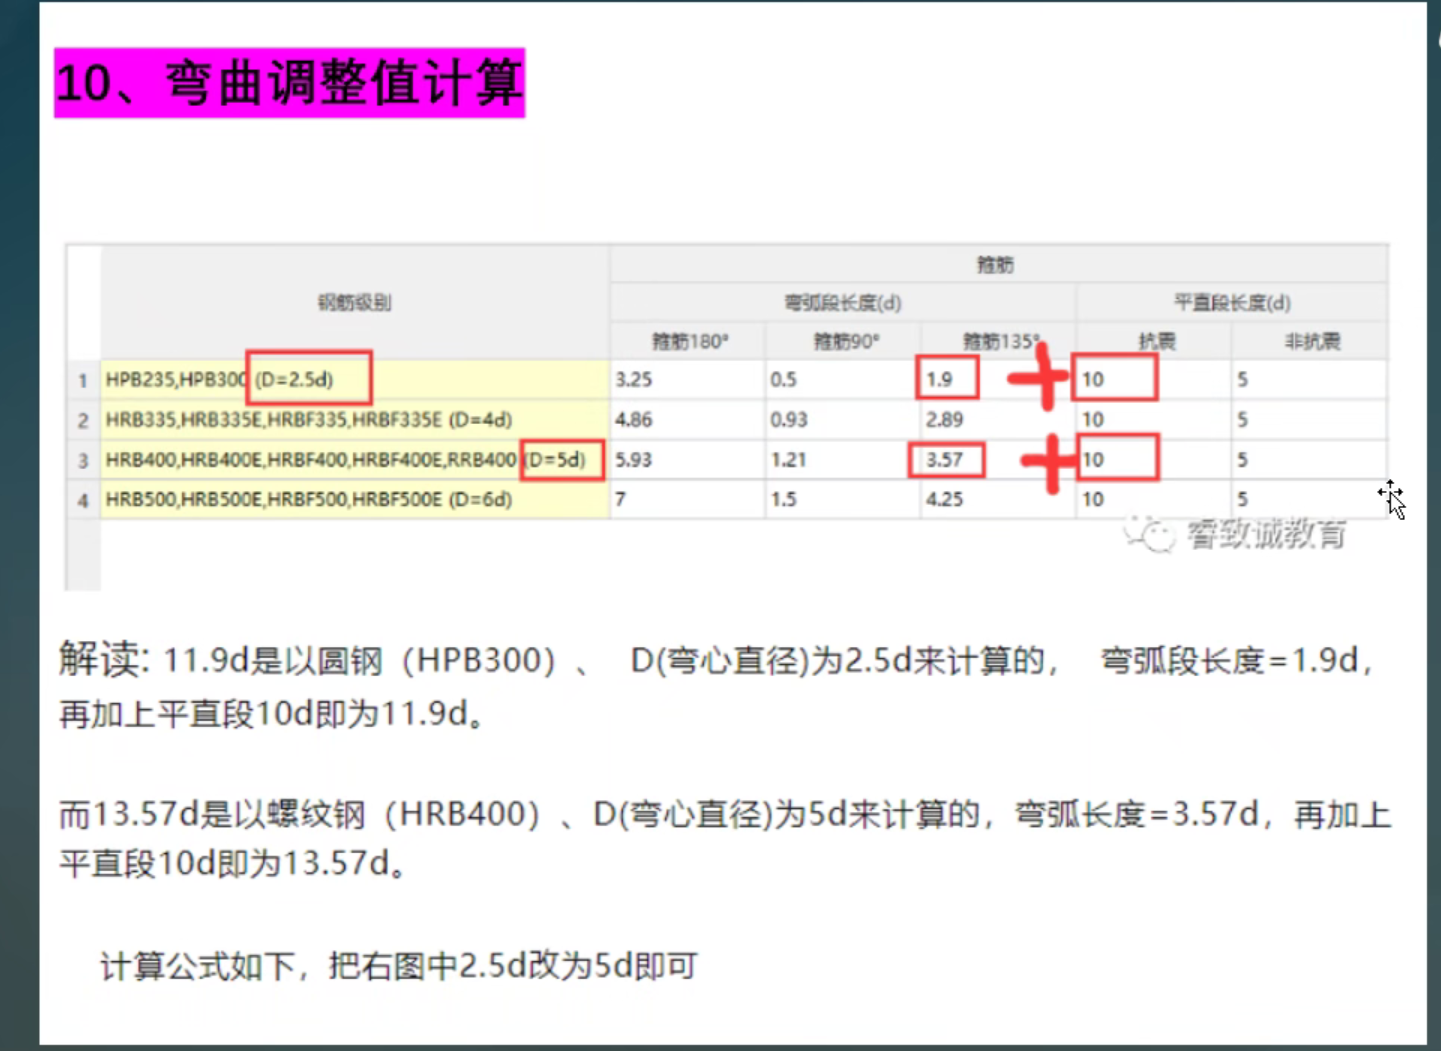 10、弯曲调整值计算
箍筋
钢筋级别 弯弧段长度(d) 平直段长度(d)
箍筋180° 箍筋90° 箍筋135° 抗震 非抗震
1 HPB235,HPB300 (D=2.5d) 3.25 0.5 1.9 10 5
2 HRB335,HRB335E,HRBF335,HRBF335E (D=4d) 4.86 0.93 2.89 10 5
3 HRB400,HRB400E,HRBF400,HRBF400E,RRB400 (D=5d) 5.93 1.21 3.57 10 5
4 HRB500,HRB500E,HRBF500,HRBF500E (D=6d) 7 1.5 4.25 10 5
睿致诚教育
解读: 11.9d是以圆钢（HPB300）、 D(弯心直径)为2.5d来计算的， 弯弧段长度=1.9d，
再加上平直段10d即为11.9d。
而13.57d是以螺纹钢（HRB400）、D(弯心直径)为5d来计算的，弯弧长度=3.57d，再加上
平直段10d即为13.57d。
计算公式如下，把右图中2.5d改为5d即可